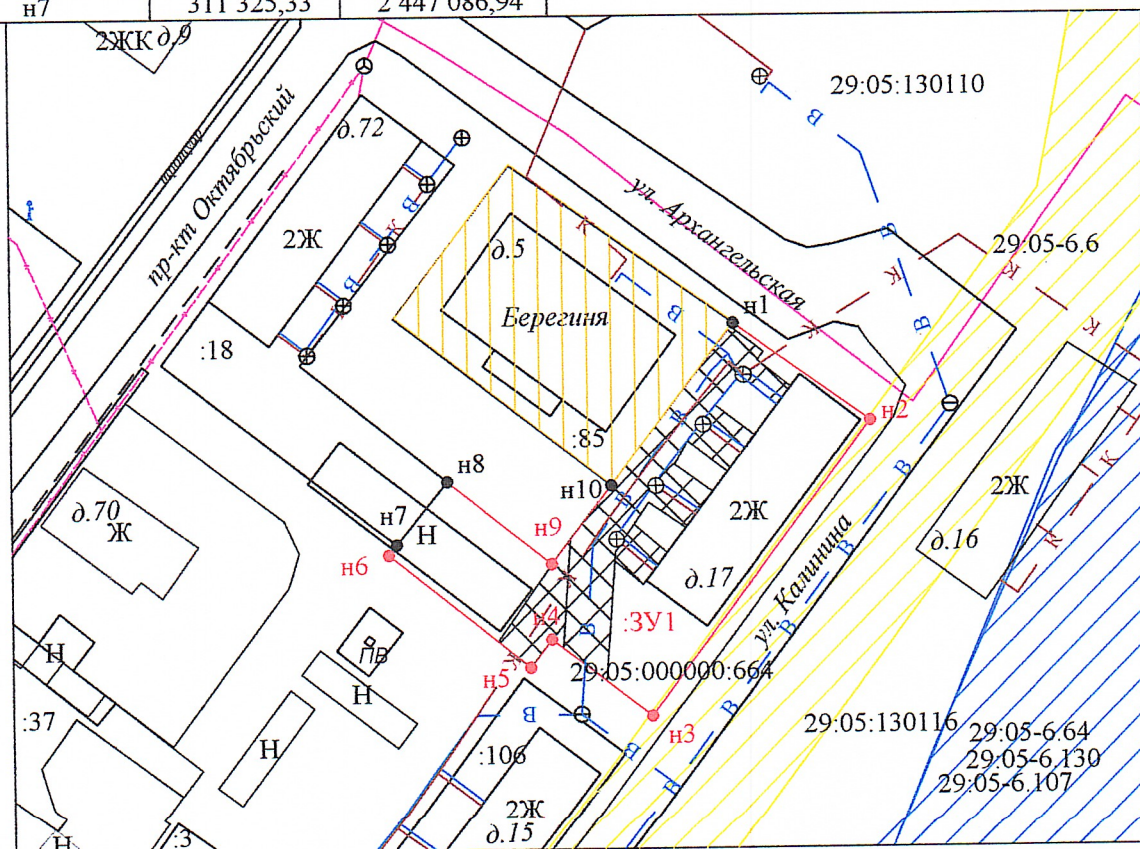 н7 311 325,33 2 447 086,94
2ЖК д.9
29:05:130110
д.72
тротуар
пр-кт Октябрьский
ул. Архангельская
2Ж
д.5
К
В
29:05-6.6
Берегиня
н1
:18
н2
:85
н8
н10
2Ж
2Ж
д.70
Ж
н7
Н
н9
д.16
н6
д.17
ул. Калинина
н4
:ЗУ1
Н
ПВ
н5
29:05:000000:664
Н
:37
Н
В
н3
29:05:130116
29:05-6.64
:106
29:05-6.130
29:05-6.107
2Ж
д.15
Н
:3